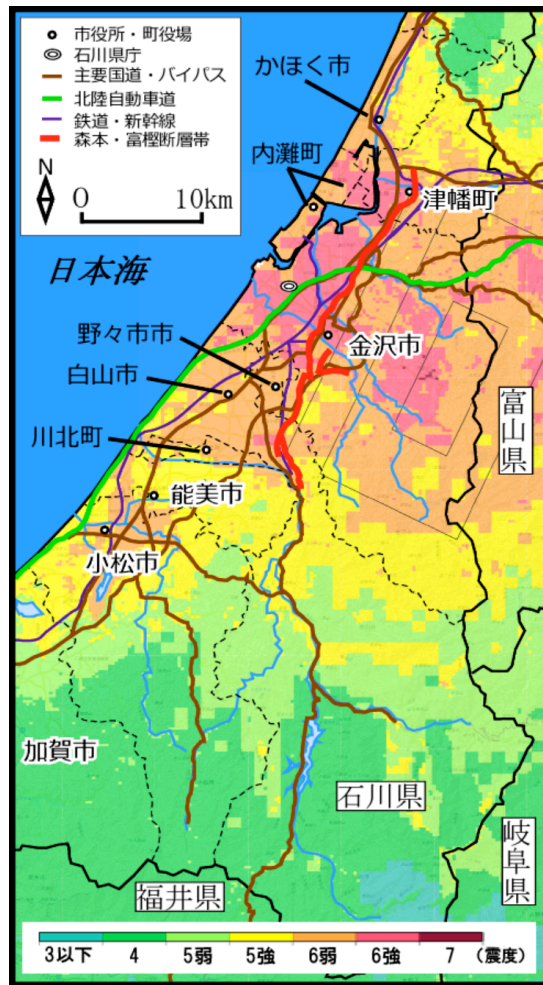 市役所・町役場
石川県庁
主要国道・バイパス
北陸自動車道
鉄道・新幹線
森本・富樫断層帯
N
0 10km
かほく市
内灘町
津幡町
日本海
野々市市
金沢市
白山市
富山県
川北町
能美市
小松市
加賀市
石川県
岐阜県
福井県
3以下 4 5弱 5強 6弱 6強 7 (震度)